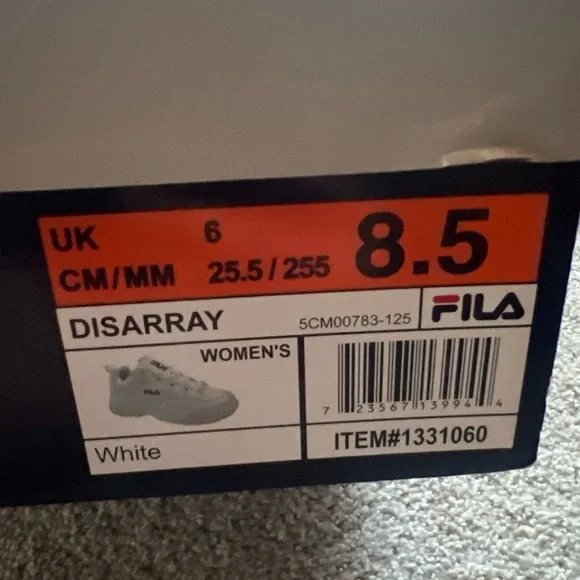 UK 6 8.5
CM/MM 25.5 / 255
DISARRAY 5CM00783-125 FILA
WOMEN'S
FILA
White
7 23567 13994 4
ITEM#1331060